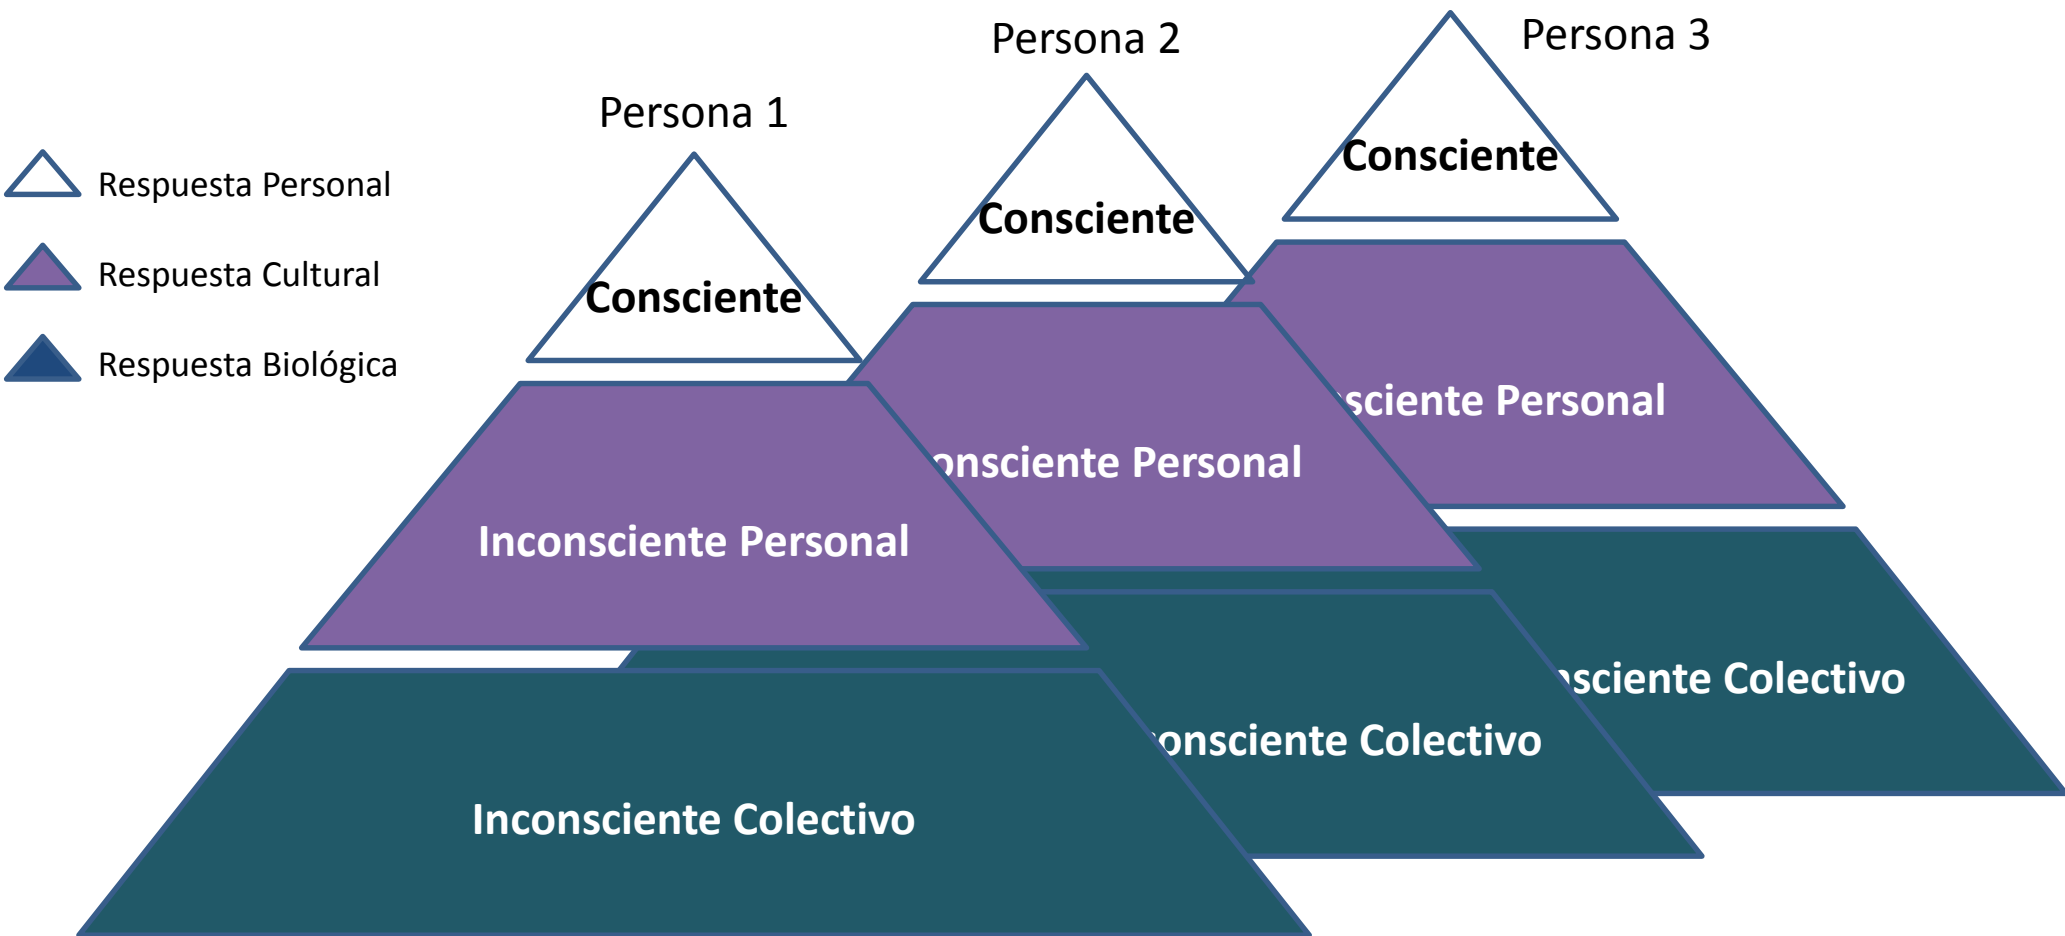 Persona 1
Persona 2
Persona 3
Respuesta Personal
Respuesta Cultural
Respuesta Biológica
Consciente
Consciente
Consciente
Inconsciente Personal
onsciente Personal
sciente Personal
Inconsciente Colectivo
onsciente Colectivo
sciente Colectivo